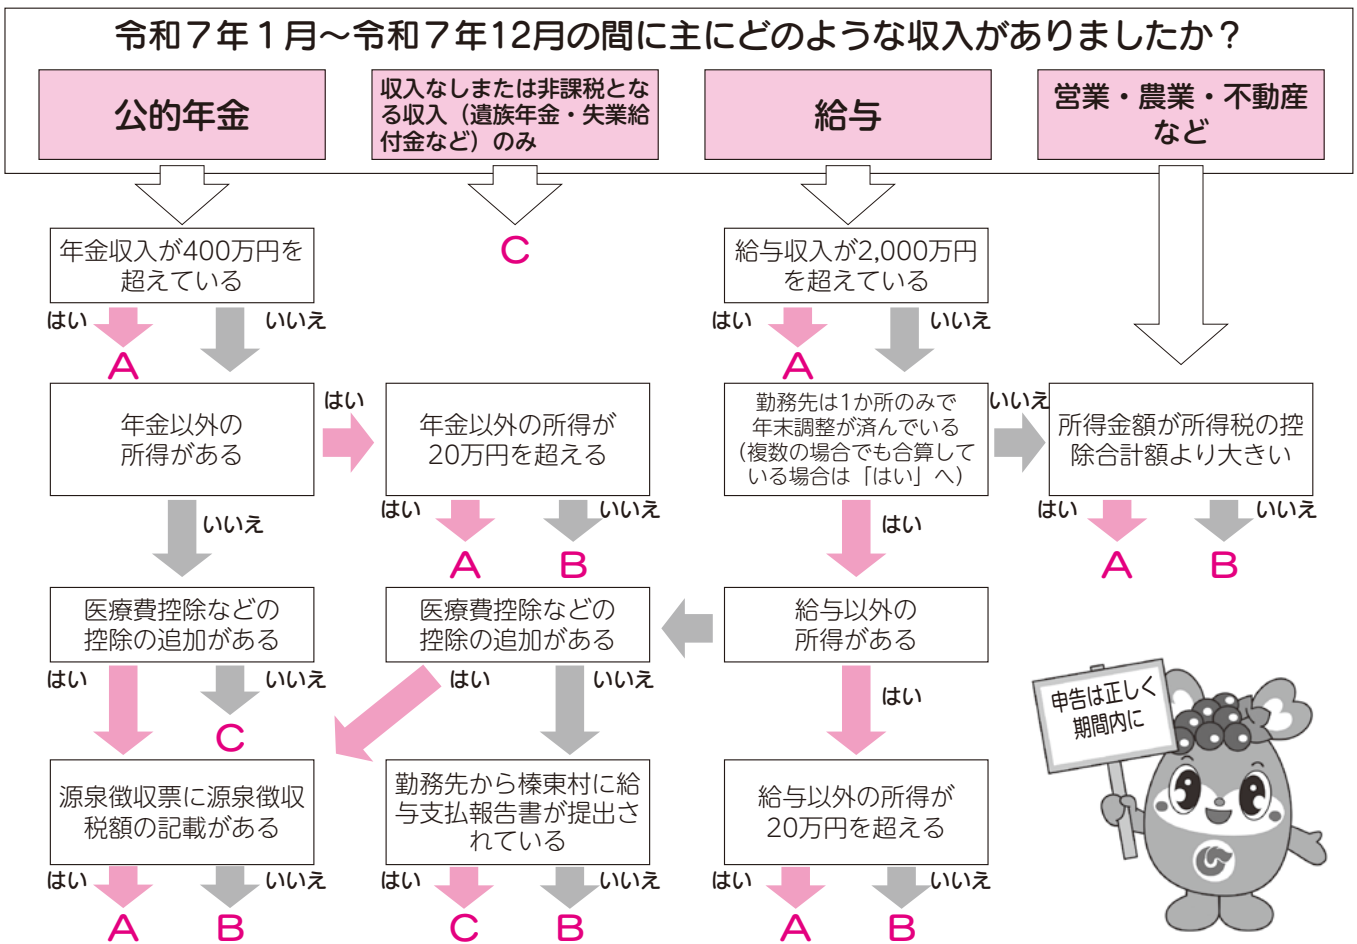 令和７年１月～令和７年12月の間に主にどのような収入がありましたか？
公的年金
収入なしまたは非課税とな
る収入（遺族年金・失業給
付金など）のみ
給与
営業・農業・不動産
など
年金収入が400万円を
超えている
はい
いいえ
A
C
給与収入が2,000万円
を超えている
はい
いいえ
A
年金以外の
所得がある
はい
いいえ
年金以外の所得が
20万円を超える
はい
いいえ
A
B
勤務先は1か所のみで
年末調整が済んでいる
（複数の場合でも合算して
いる場合は「はい」へ）
いいえ
はい
所得金額が所得税の控
除合計額より大きい
はい
いいえ
A
B
医療費控除などの
控除の追加がある
はい
いいえ
C
医療費控除などの
控除の追加がある
はい
いいえ
給与以外の
所得がある
はい
源泉徴収票に源泉徴収
税額の記載がある
はい
いいえ
A
B
勤務先から榛東村に給
与支払報告書が提出さ
れている
はい
いいえ
C
B
給与以外の所得が
20万円を超える
はい
いいえ
A
B
申告は正しく
期間内に